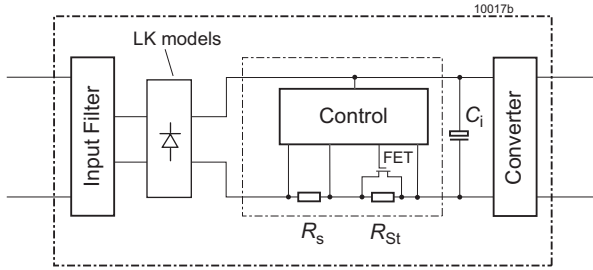 10017b
LK models
Input Filter
Control
FET
Ci
Converter
Rs
RSt